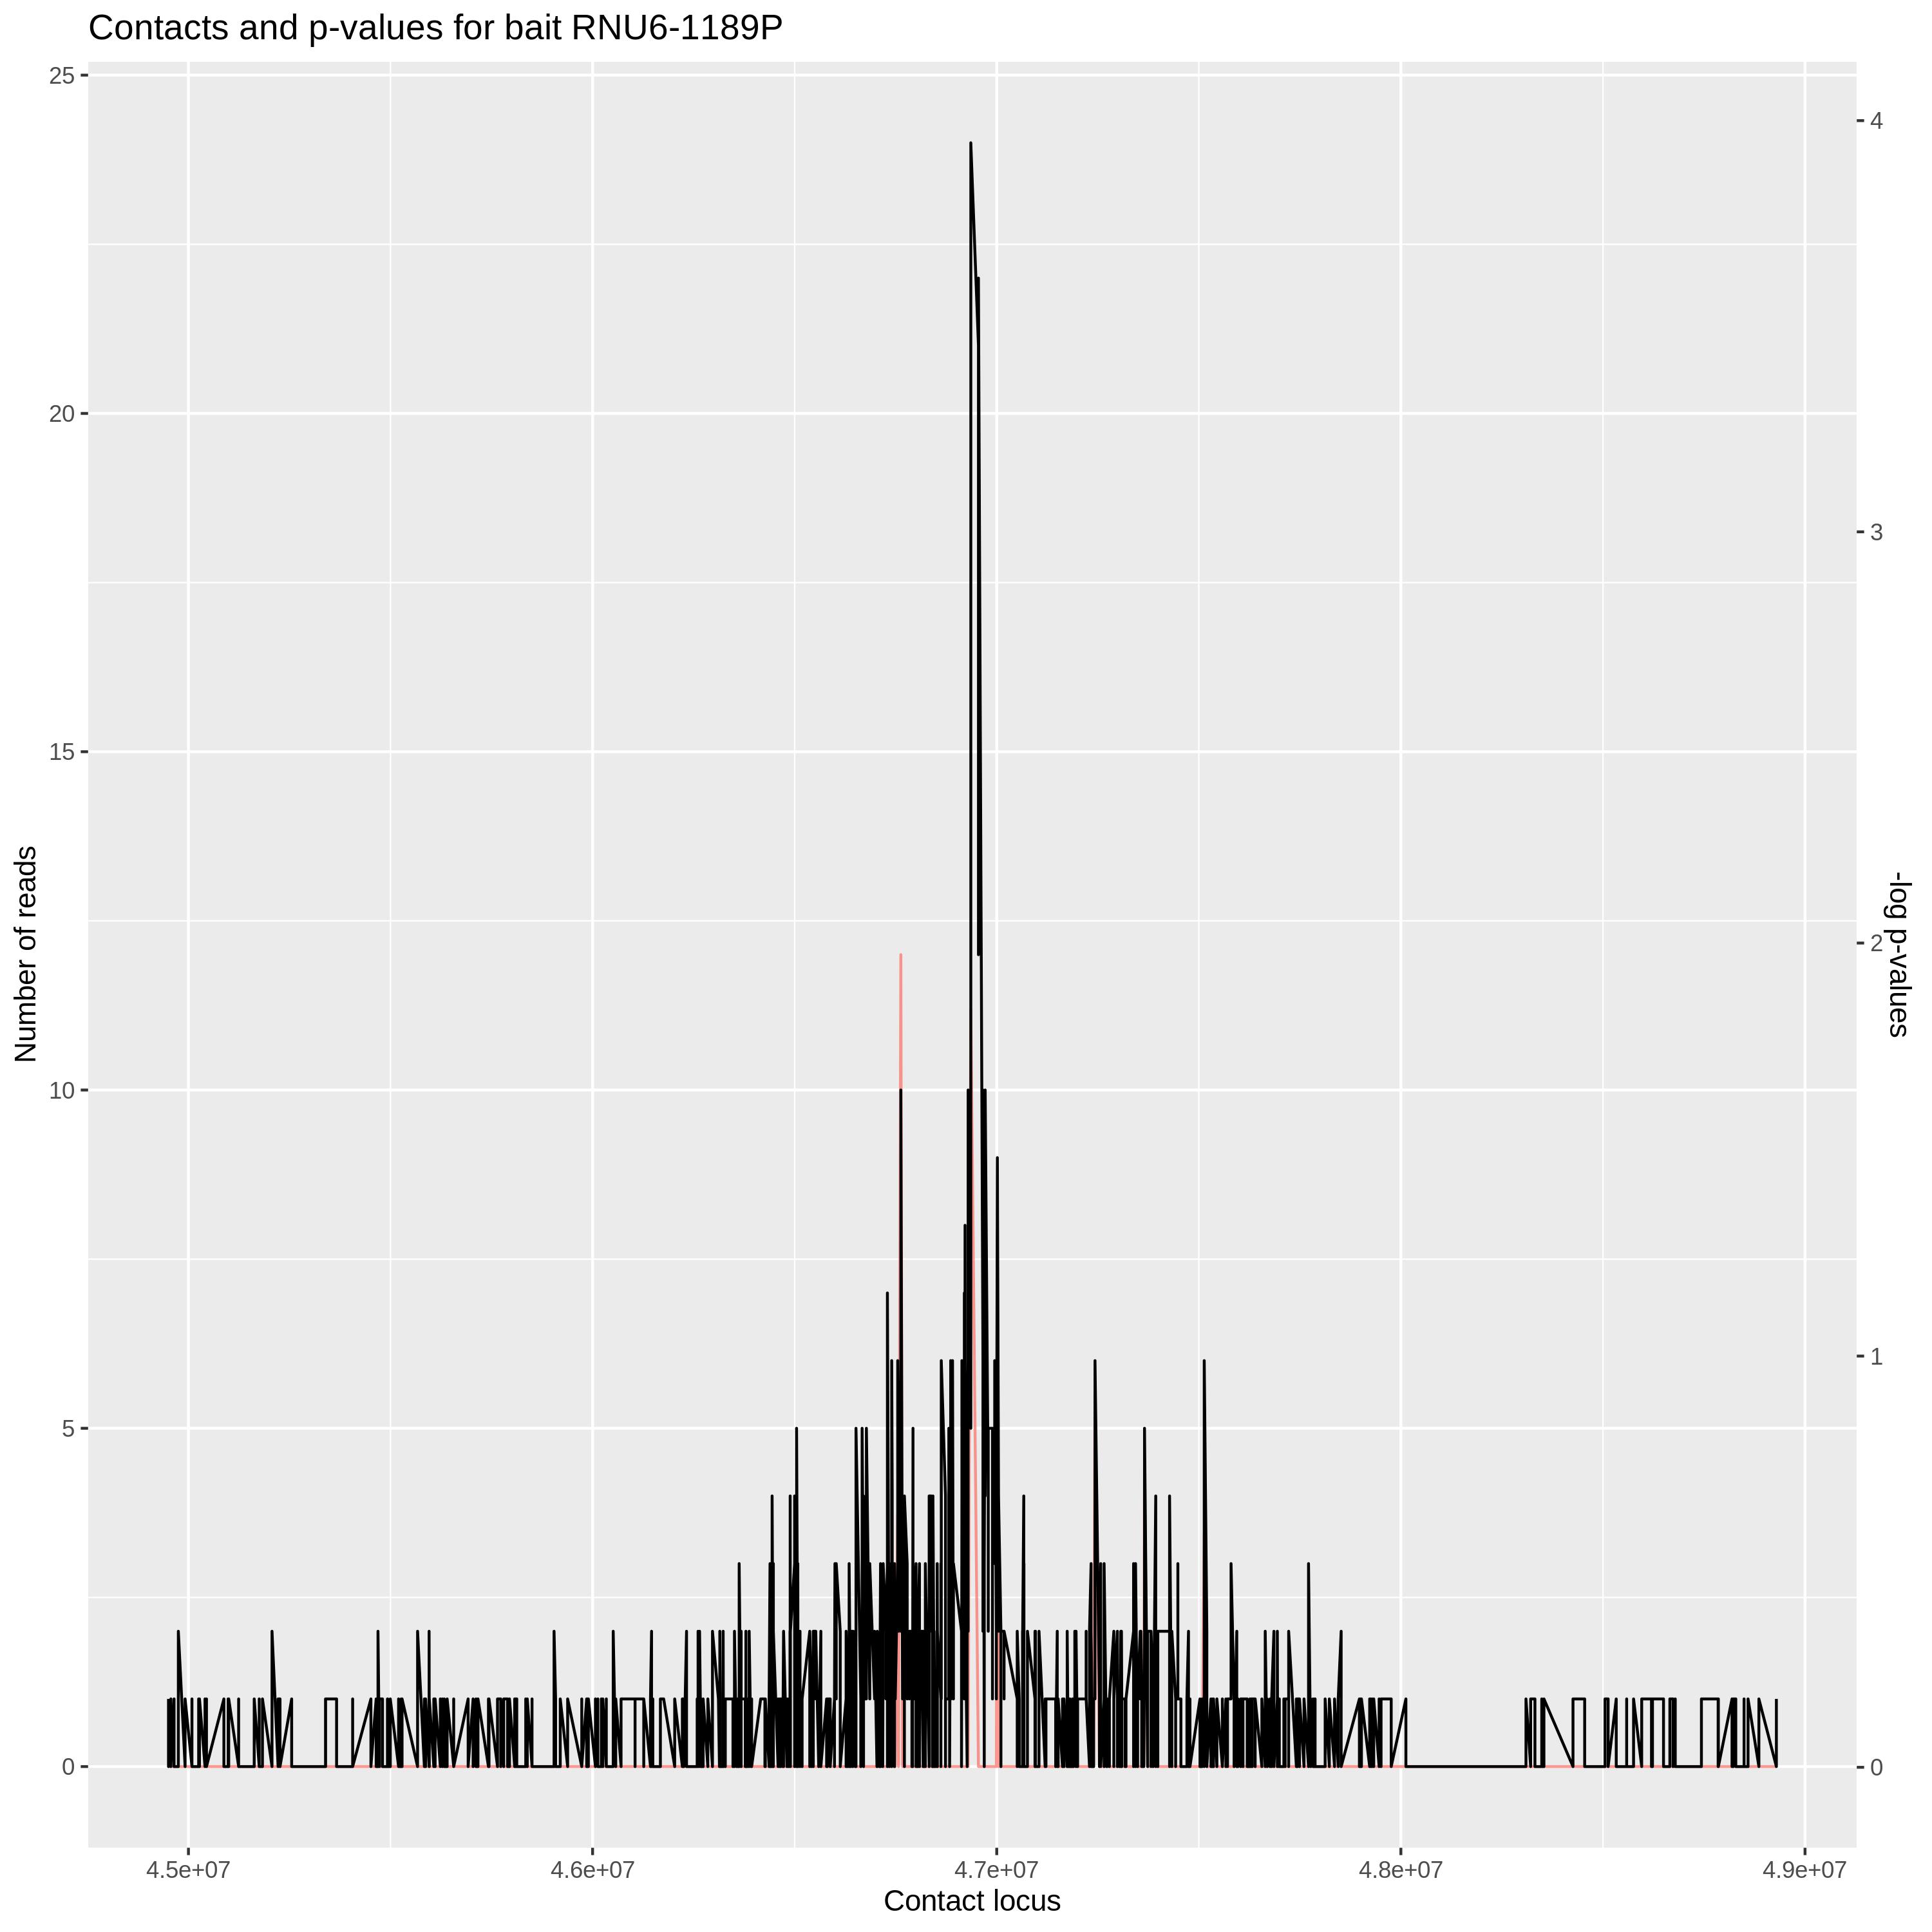 Contacts and p-values for bait RNU6-1189P
25
20
15
10
5
0
Number of reads
4
3
2
1
0
-log p-values
4.5e+07
4.6e+07
4.7e+07
4.8e+07
4.9e+07
Contact locus